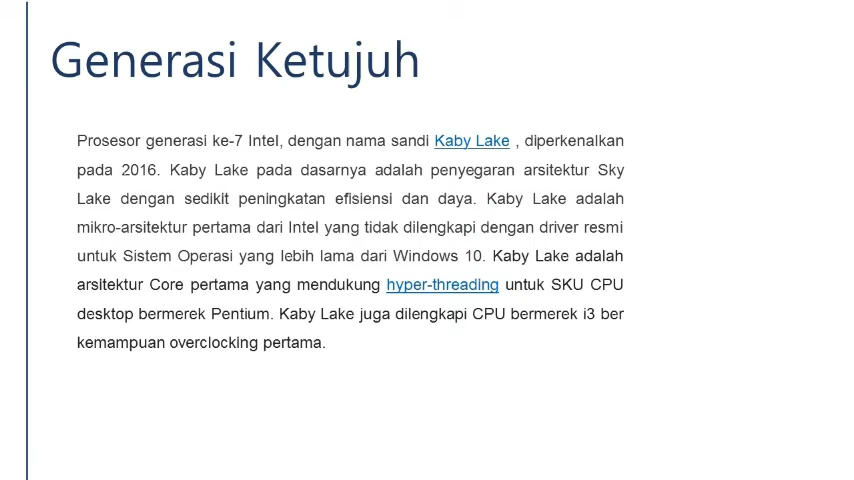 Generasi Ketujuh
Prosesor generasi ke-7 Intel, dengan nama sandi Kaby Lake , diperkenalkan
pada 2016. Kaby Lake pada dasarnya adalah penyegaran arsitektur Sky
Lake dengan sedikit peningkatan efisiensi dan daya. Kaby Lake adalah
mikro-arsitektur pertama dari Intel yang tidak dilengkapi dengan driver resmi
untuk Sistem Operasi yang lebih lama dari Windows 10. Kaby Lake adalah
arsitektur Core pertama yang mendukung hyper-threading untuk SKU CPU
desktop bermerek Pentium. Kaby Lake juga dilengkapi CPU bermerek i3 ber
kemampuan overclocking pertama.